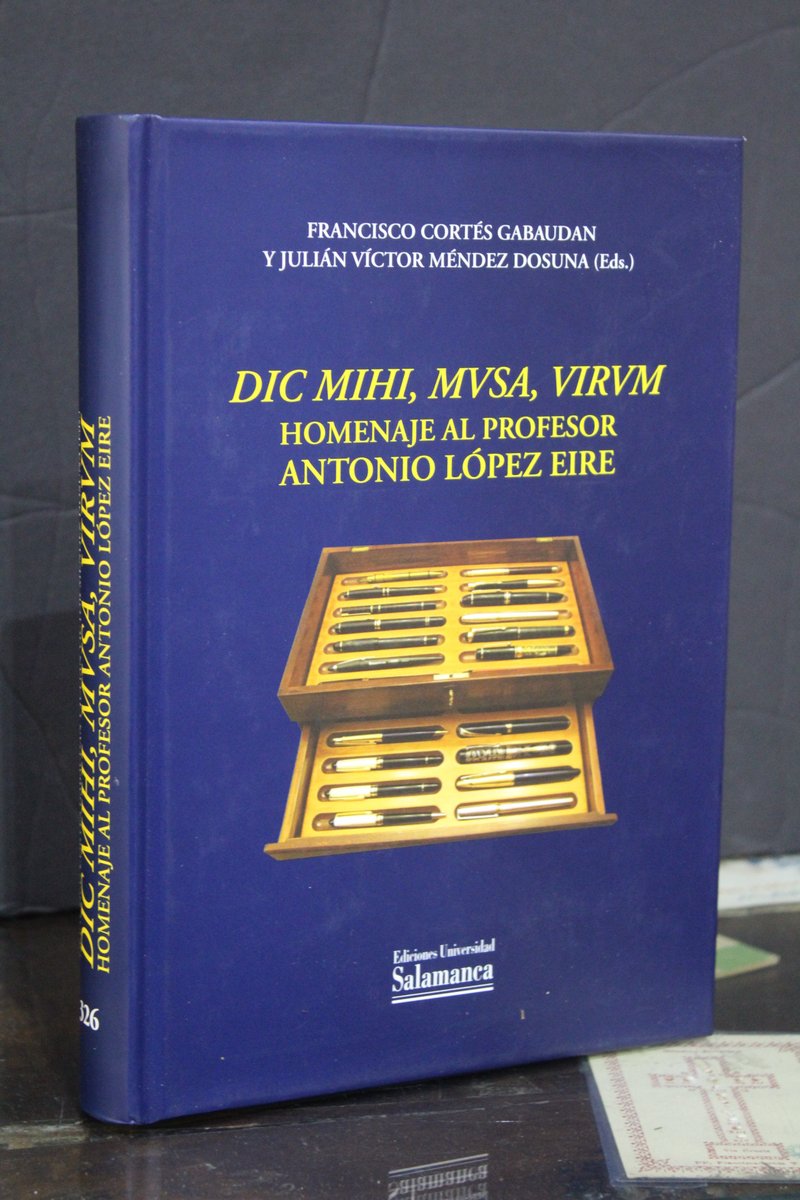 FRANCISCO CORTÉS GABAUDAN
Y JULIÁN VÍCTOR MÉNDEZ DOSUNA (Eds.)
DIC MIHI, MVSA, VIRVM
HOMENAJE AL PROFESOR
ANTONIO LÓPEZ EIRE
Ediciones Universidad
Salamanca
DIC MIHI, MVSA, VIRVM
HOMENAJE AL PROFESOR ANTONIO LÓPEZ EIRE
326